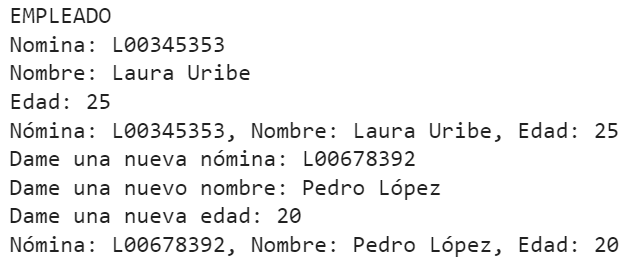 EMPLEADO
Nomina: L00345353
Nombre: Laura Uribe
Edad: 25
Nómina: L00345353, Nombre: Laura Uribe, Edad: 25
Dame una nueva nómina: L00678392
Dame una nuevo nombre: Pedro López
Dame una nueva edad: 20
Nómina: L00678392, Nombre: Pedro López, Edad: 20